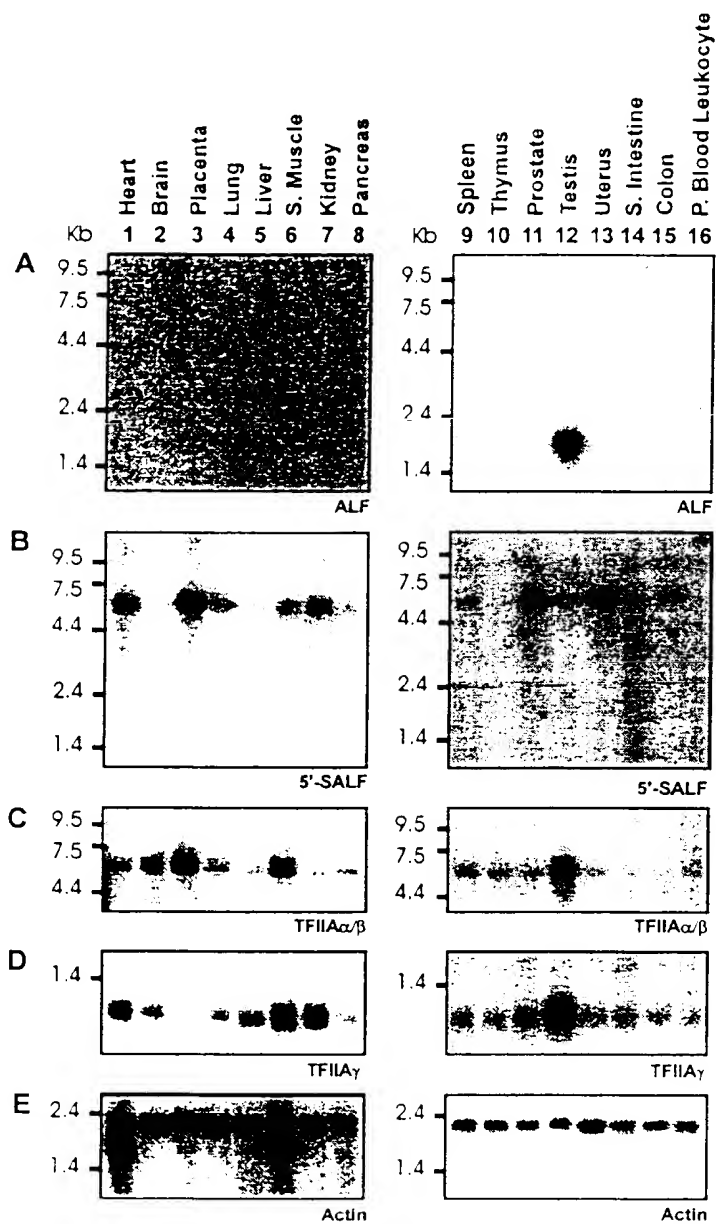 Heart
Brain
Placenta
Lung
Liver
S. Muscle
Kidney
Pancreas
Spleen
Thymus
Prostate
Testis
Uterus
S. Intestine
Colon
P. Blood Leukocyte
Kb 1 2 3 4 5 6 7 8
Kb 9 10 11 12 13 14 15 16
A
9.5
7.5
4.4
2.4
1.4
ALF
9.5
7.5
4.4
2.4
1.4
ALF
B
9.5
7.5
4.4
2.4
1.4
5'-SALF
9.5
7.5
4.4
2.4
1.4
5'-SALF
C
9.5
7.5
4.4
TFIIAα/β
9.5
7.5
4.4
TFIIAα/β
D
1.4
TFIIAγ
1.4
TFIIAγ
E
2.4
1.4
Actin
2.4
1.4
Actin